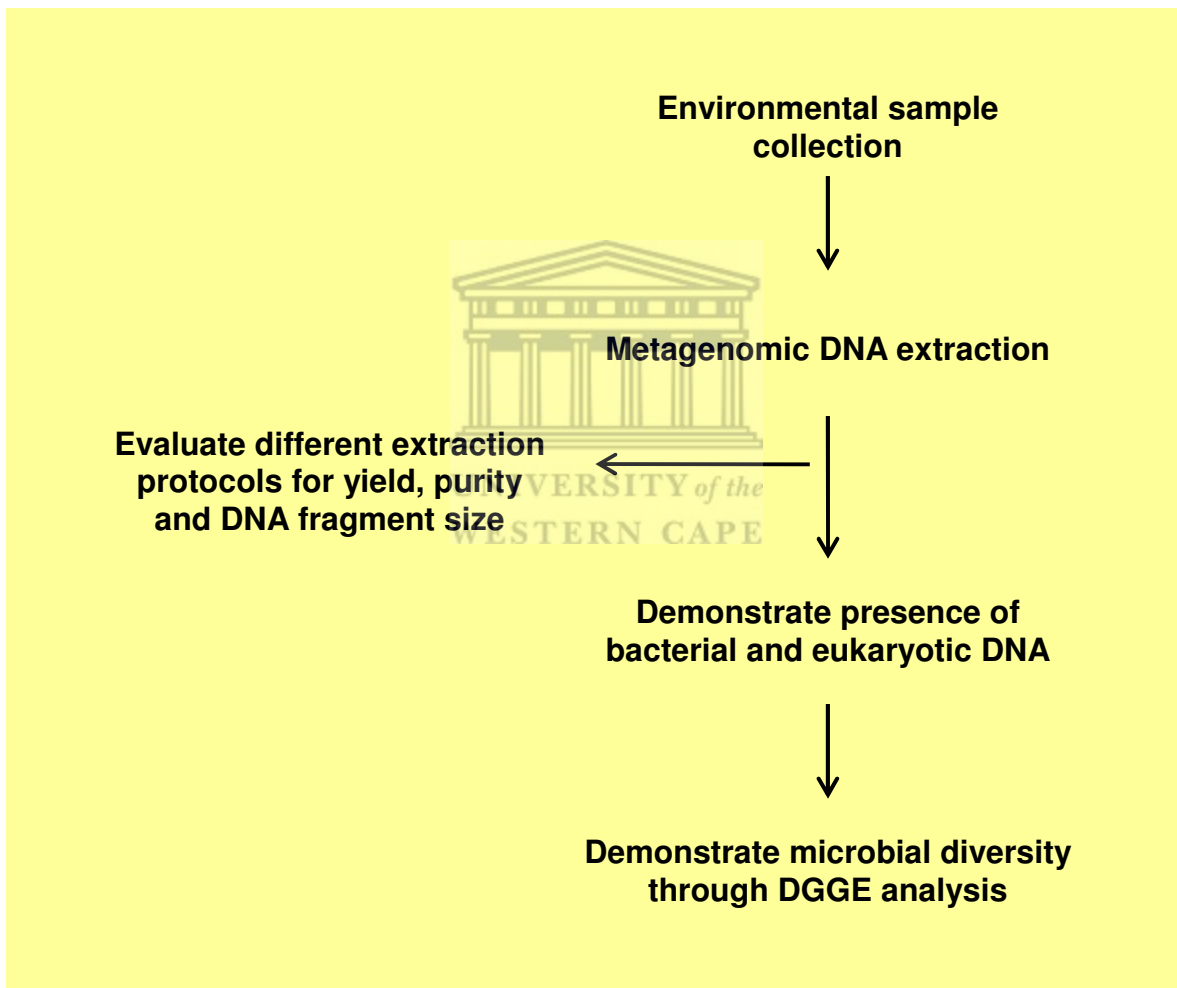 Environmental sample
collection
Metagenomic DNA extraction
Evaluate different extraction
protocols for yield, purity
and DNA fragment size
UNIVERSITY of the
WESTERN CAPE
Demonstrate presence of
bacterial and eukaryotic DNA
Demonstrate microbial diversity
through DGGE analysis